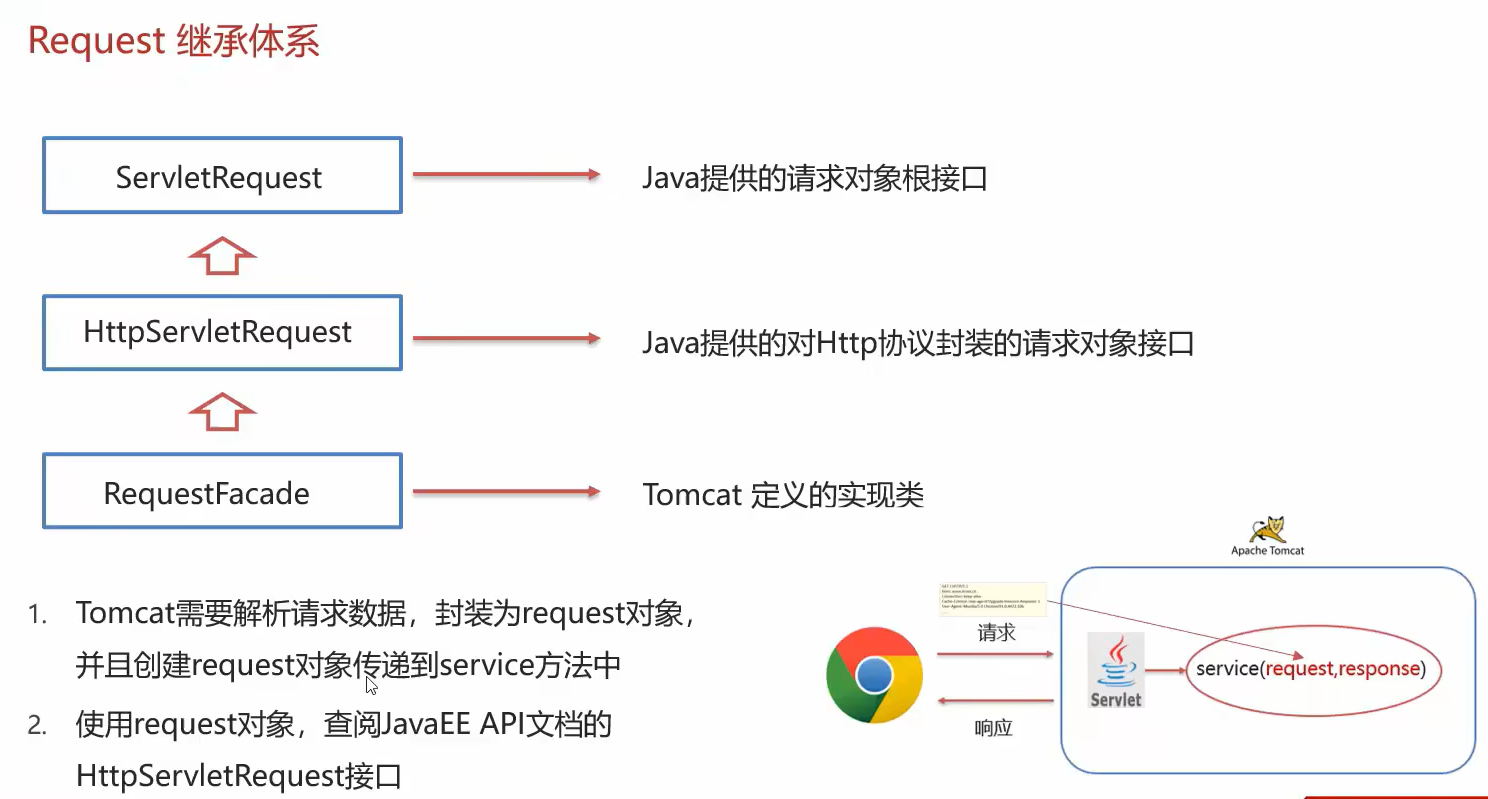 Request 继承体系
ServletRequest
Java提供的请求对象根接口
HttpServletRequest
Java提供的对Http协议封装的请求对象接口
RequestFacade
Tomcat 定义的实现类
1. Tomcat需要解析请求数据，封装为request对象，
并且创建request对象传递到service方法中
2. 使用request对象，查阅JavaEE API文档的
HttpServletRequest接口
Apache Tomcat
请求
响应
Servlet
service(request,response)